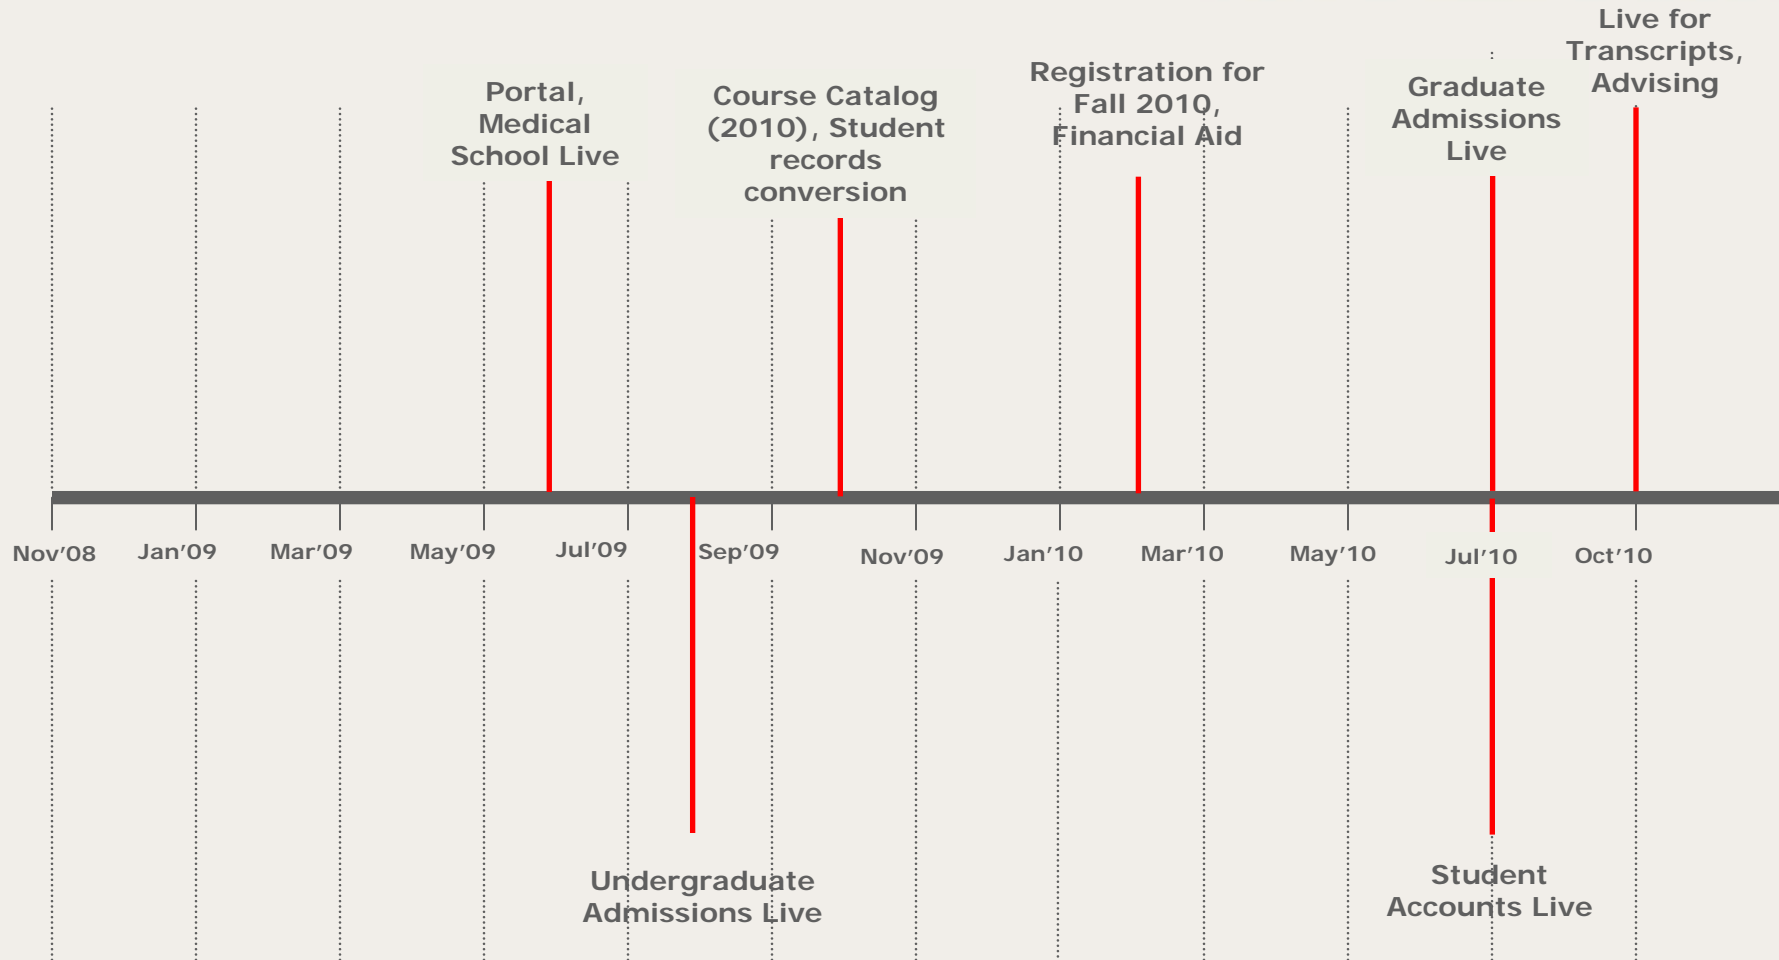 Live for
Transcripts,
Advising
Registration for
Fall 2010,
Financial Aid
:
Graduate
Admissions
Live
Portal,
Medical
School Live
Course Catalog
(2010), Student
records
conversion
Nov'08
Jan'09
Mar'09
May'09
Jul'09
Sep'09
Nov'09
Jan'10
Mar'10
May'10
Jul'10
Oct'10
Undergraduate
Admissions Live
Student
Accounts Live